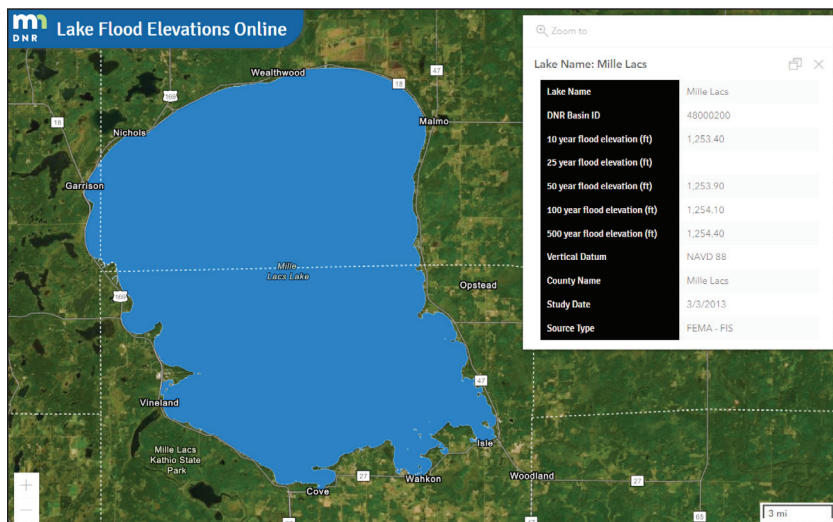 mn
DNR
Lake Flood Elevations Online
Zoom to
Lake Name: Mille Lacs
Lake Name Mille Lacs
DNR Basin ID 48000200
10 year flood elevation (ft) 1,253.40
25 year flood elevation (ft)
50 year flood elevation (ft) 1,253.90
100 year flood elevation (ft) 1,254.10
500 year flood elevation (ft) 1,254.40
Vertical Datum NAVD 88
County Name Mille Lacs
Study Date 3/3/2013
Source Type FEMA - FIS
Wealthwood
47
169
18
18
Malmo
Nichols
Garrison
Mille
Lacs Lake
Opstead
169
47
Vineland
Isle
Mille Lacs
Kathio State
Park
27
Wahkon
Woodland
27
Cove
65
3 mi
+
−